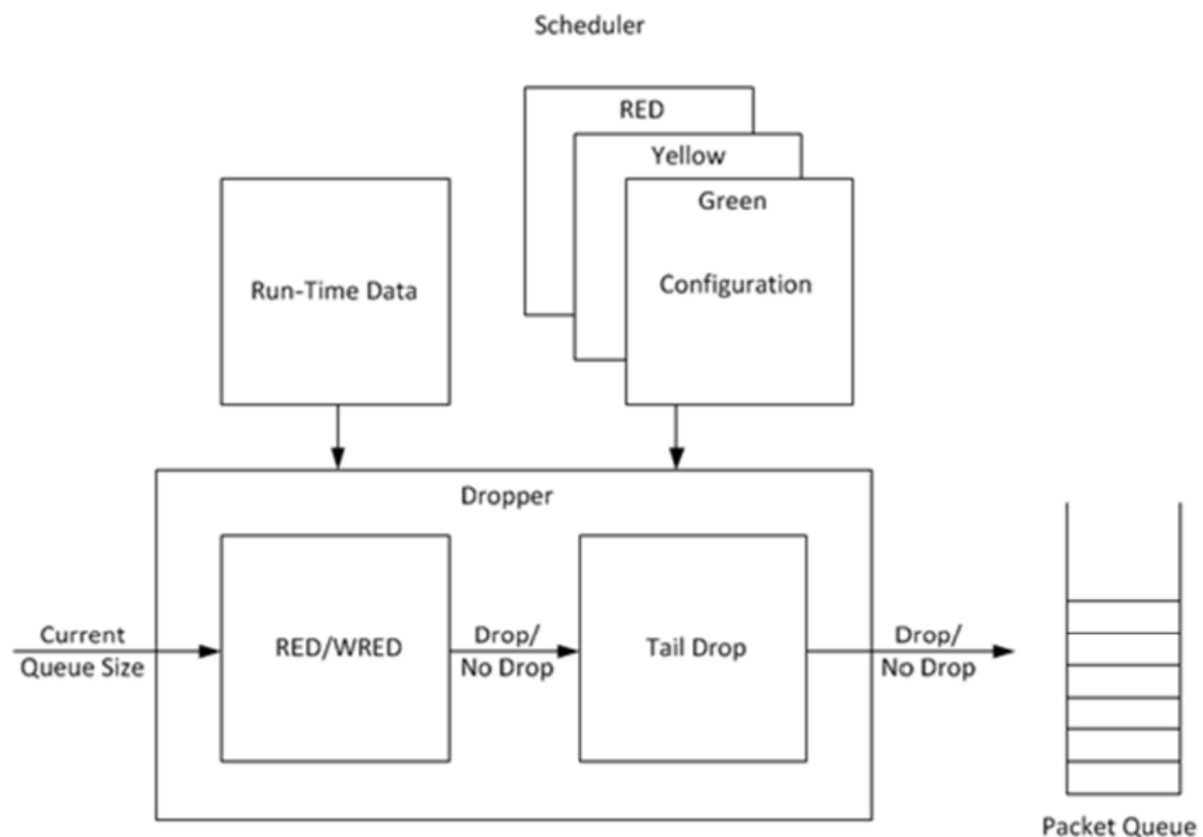 Scheduler
RED
Yellow
Green
Configuration
Run-Time Data
Dropper
Current
Queue Size
RED/WRED
Drop/
No Drop
Tail Drop
Drop/
No Drop
Packet Queue